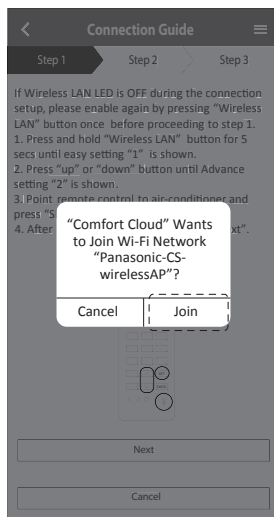 Connection Guide
Step 1
Step 2
Step 3
If Wireless LAN LED is OFF during the connection
setup, please enable again by pressing "Wireless
LAN" button once before proceeding to step 1.
1. Press and hold "Wireless LAN" button for 5
secs until easy setting "1" is shown.
2. Press "up" or "down" button until Advance
setting "2" is shown.
3. Point remote control to air-conditioner and
press "S
4. After
xt".
"Comfort Cloud" Wants
to Join Wi-Fi Network
"Panasonic-CS-
wirelessAP"?
Cancel
Join
Next
Cancel